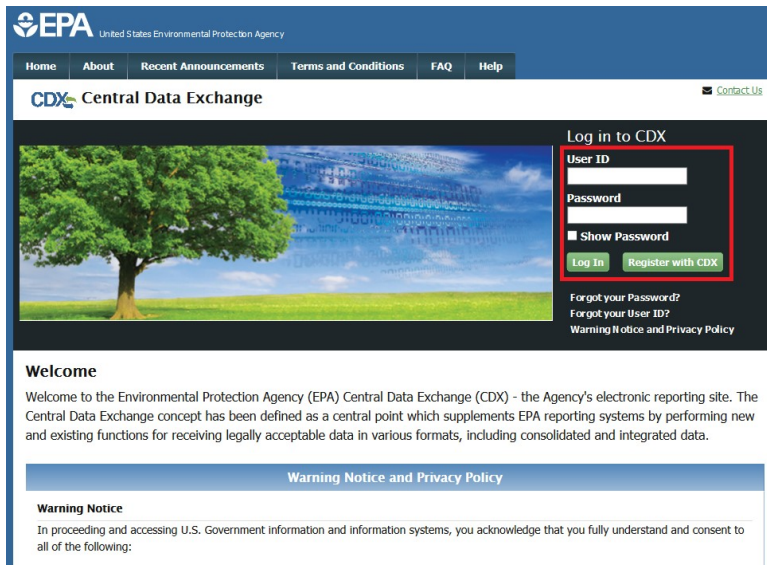 EPA United States Environmental Protection Agency
Home About Recent Announcements Terms and Conditions FAQ Help
CDX Central Data Exchange
Contact Us
Log in to CDX
User ID
Password
Show Password
Log In Register with CDX
Forgot your Password?
Forgot your User ID?
Warning Notice and Privacy Policy
Welcome
Welcome to the Environmental Protection Agency (EPA) Central Data Exchange (CDX) - the Agency's electronic reporting site. The
Central Data Exchange concept has been defined as a central point which supplements EPA reporting systems by performing new
and existing functions for receiving legally acceptable data in various formats, including consolidated and integrated data.
Warning Notice and Privacy Policy
Warning Notice
In proceeding and accessing U.S. Government information and information systems, you acknowledge that you fully understand and consent to
all of the following: